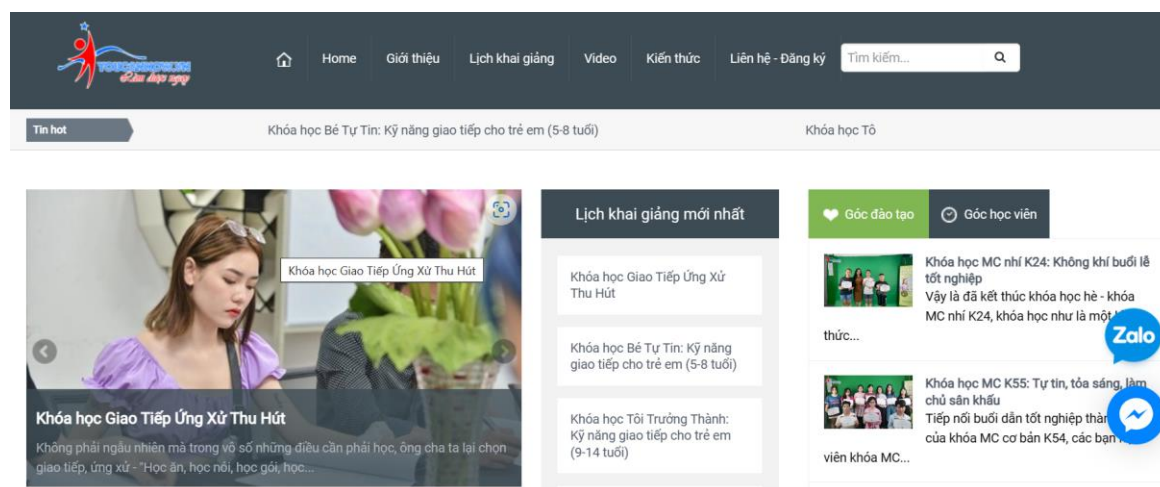 YOUCANNOWVN
Làm được ngay
Home
Giới thiệu
Lịch khai giảng
Video
Kiến thức
Liên hệ - Đăng ký
Tìm kiếm...
Tin hot
Khóa học Bé Tự Tin: Kỹ năng giao tiếp cho trẻ em (5-8 tuổi)
Khóa học Tô
Khóa học Giao Tiếp Ứng Xử Thu Hút
Khóa học Giao Tiếp Ứng Xử Thu Hút
Không phải ngẫu nhiên mà trong vô số những điều cần phải học, ông cha ta lại chọn
giao tiếp, ứng xử - "Học ăn, học nói, học gói, học...
Lịch khai giảng mới nhất
Khóa học Giao Tiếp Ứng Xử
Thu Hút
Khóa học Bé Tự Tin: Kỹ năng
giao tiếp cho trẻ em (5-8 tuổi)
Khóa học Tôi Trưởng Thành:
Kỹ năng giao tiếp cho trẻ em
(9-14 tuổi)
Góc đào tạo
Góc học viên
Khóa học MC nhí K24: Không khí buổi lễ
tốt nghiệp
Vậy là đã kết thúc khóa học hè - khóa
MC nhí K24, khóa học như là một
thức...
Zalo
Khóa học MC K55: Tự tin, tỏa sáng, làm
chủ sân khấu
Tiếp nối buổi dẫn tốt nghiệp
của khóa MC cơ bản K54, các bạn
viên khóa MC...